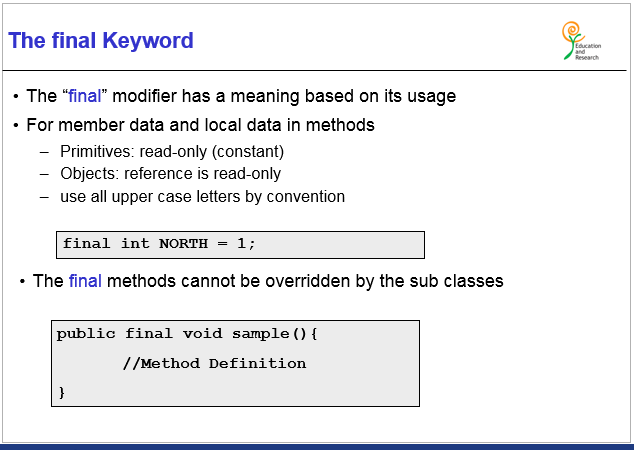 The final Keyword
Education
and
Research
• The “final” modifier has a meaning based on its usage
• For member data and local data in methods
– Primitives: read-only (constant)
– Objects: reference is read-only
– use all upper case letters by convention
final int NORTH = 1;
• The final methods cannot be overridden by the sub classes
public final void sample(){
//Method Definition
}